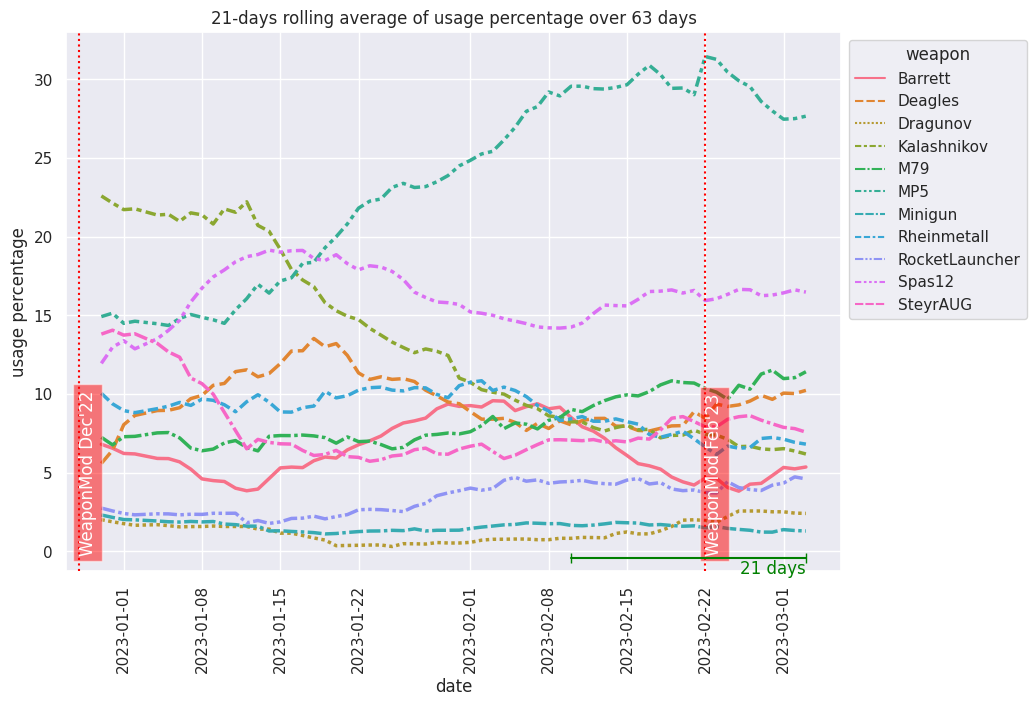 21-days rolling average of usage percentage over 63 days
usage percentage
30
25
20
15
10
5
0
WeaponMod Dec'22
WeaponMod Feb'23
21 days
2023-01-01
2023-01-08
2023-01-15
2023-01-22
2023-02-01
2023-02-08
2023-02-15
2023-02-22
2023-03-01
date
weapon
Barrett
Deagles
Dragunov
Kalashnikov
M79
MP5
Minigun
Rheinmetall
RocketLauncher
Spas12
SteyrAUG